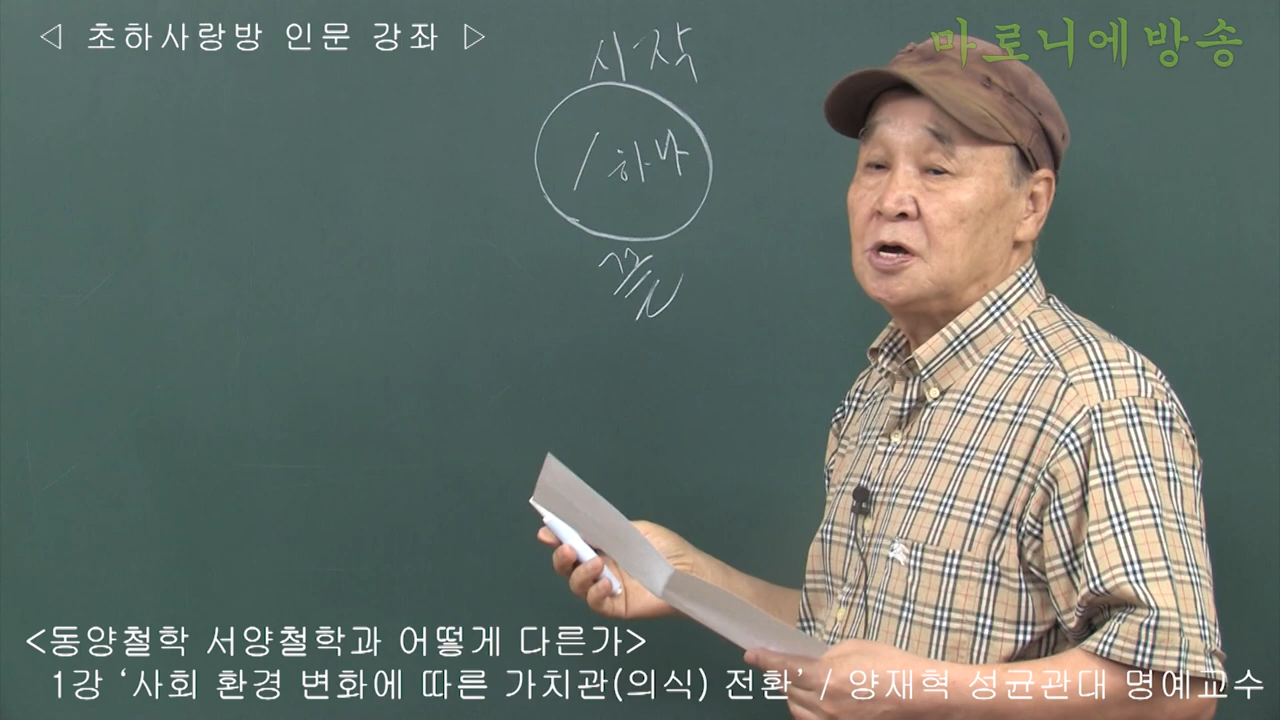 ◁ 초하사랑방 인문 강좌 ▷
마로니에방송
시작
/ 하나
끝
<동양철학 서양철학과 어떻게 다른가>
1강 ‘사회 환경 변화에 따른 가치관(의식) 전환’ / 양재혁 성균관대 명예교수